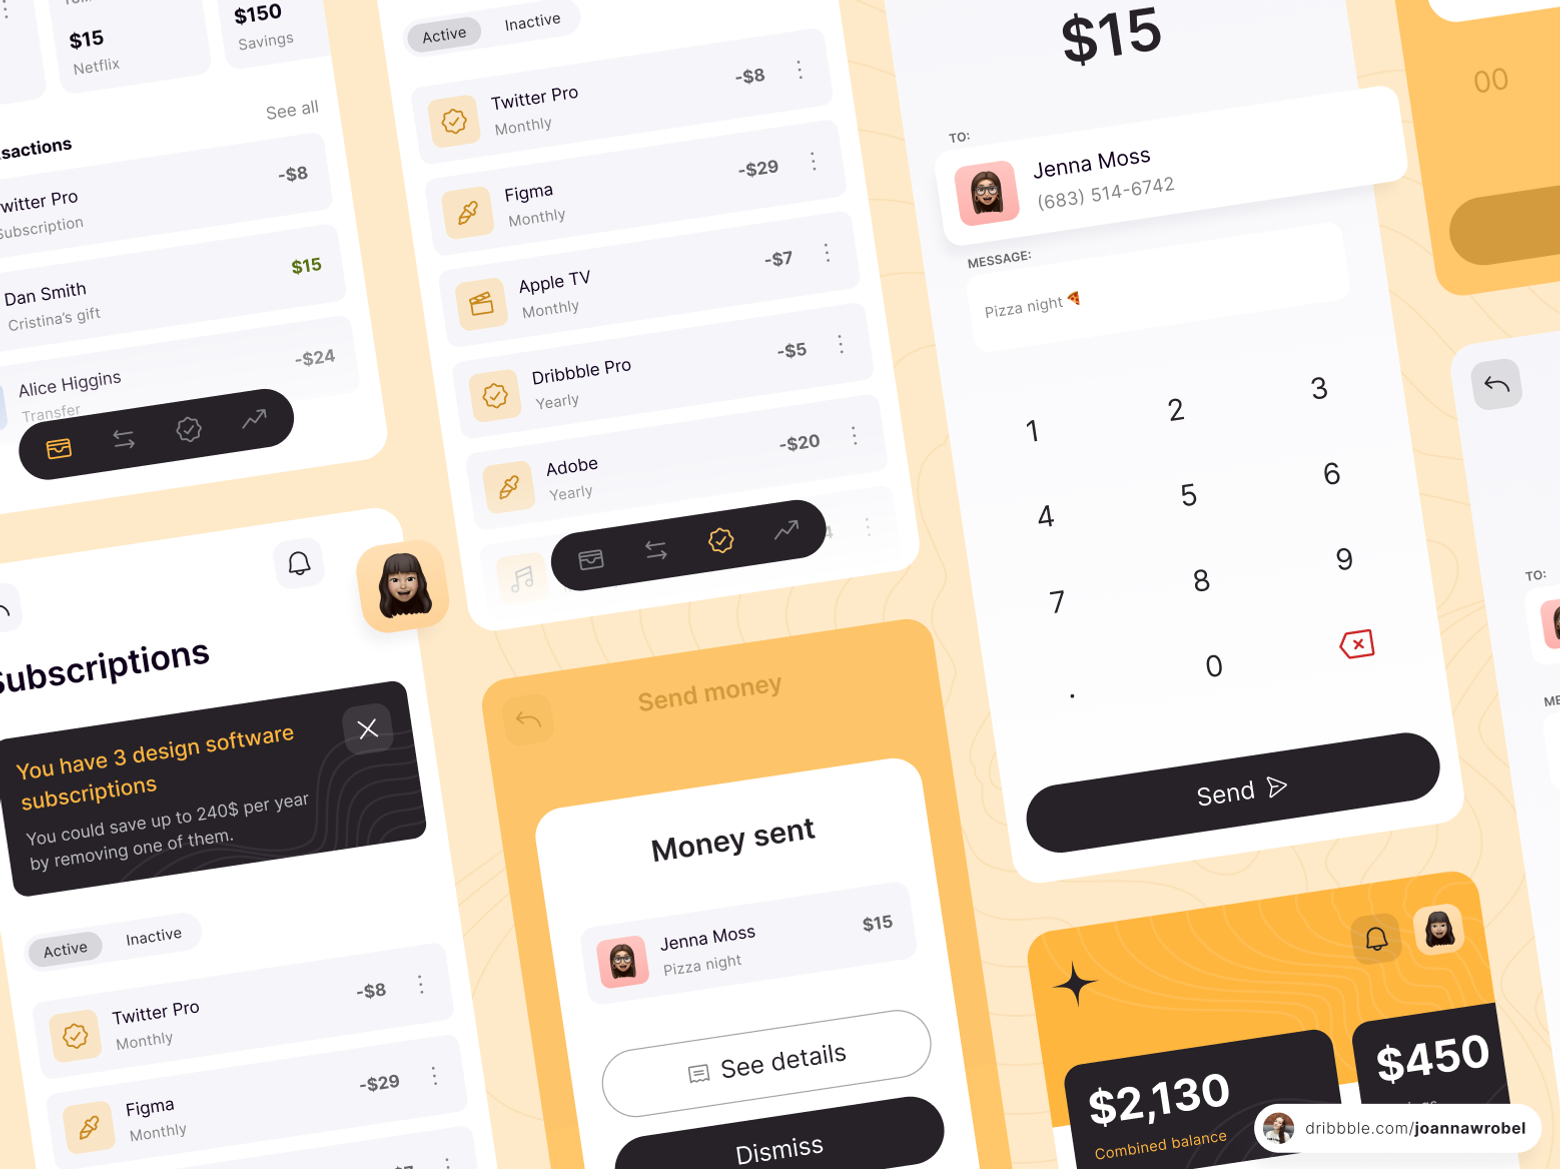 $15
Netflix
$150
Savings
See all
Twitter Pro
Subscription
-$8
Dan Smith
Cristina's gift
$15
Alice Higgins
Transfer
-$24
Active
Inactive
Twitter Pro
Monthly
-$8
Figma
Monthly
-$29
Apple TV
Monthly
-$7
Dribbble Pro
Yearly
-$5
Adobe
Yearly
-$20
$15
TO:
Jenna Moss
(683) 514-6742
MESSAGE:
Pizza night 🍕
1 2 3
4 5 6
7 8 9
. 0
Send
00
TO:
Subscriptions
You have 3 design software
subscriptions
You could save up to 240$ per year
by removing one of them.
Active
Inactive
Twitter Pro
Monthly
-$8
Figma
Monthly
-$29
Send money
Money sent
Jenna Moss
Pizza night
$15
See details
Dismiss
$2,130
Combined balance
$450
dribbble.com/joannawrobel